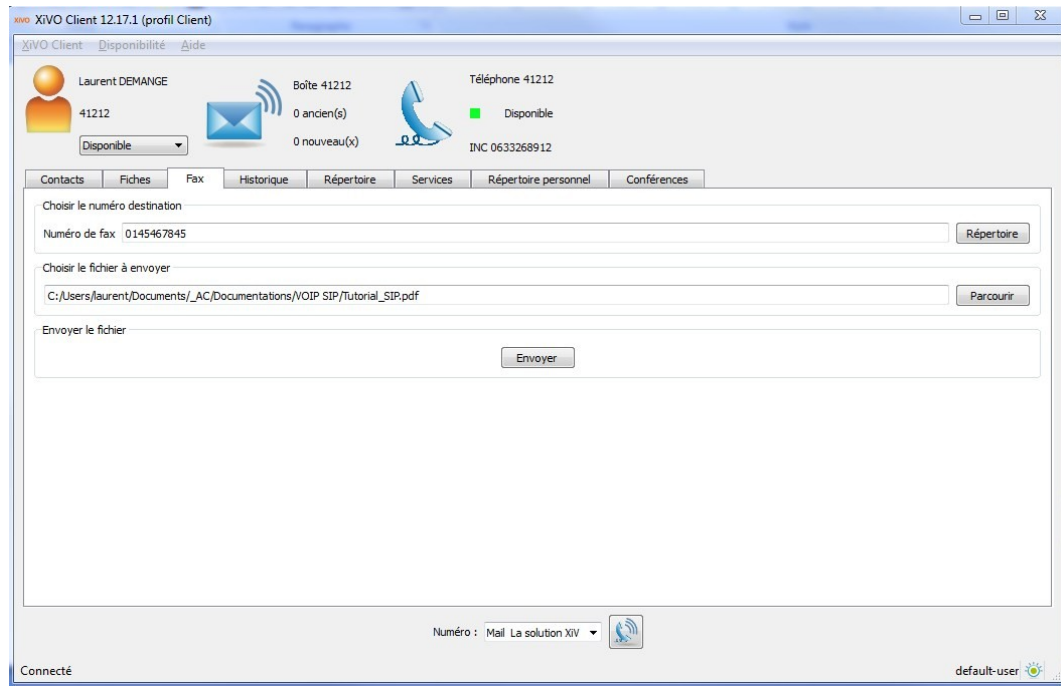 XiVO XiVO Client 12.17.1 (profil Client)
XiVO Client Disponibilité Aide
Laurent DEMANGE
41212
Disponible
Boîte 41212
0 ancien(s)
0 nouveau(x)
Téléphone 41212
Disponible
INC 0633268912
Contacts Fiches Fax Historique Répertoire Services Répertoire personnel Conférences
Choisir le numéro destination
Numéro de fax 0145467845 Répertoire
Choisir le fichier à envoyer
C:/Users/laurent/Documents/_AC/Documentations/VOIP SIP/Tutorial_SIP.pdf Parcourir
Envoyer le fichier
Envoyer
Numéro : Mail La solution XiV
Connecté default-user